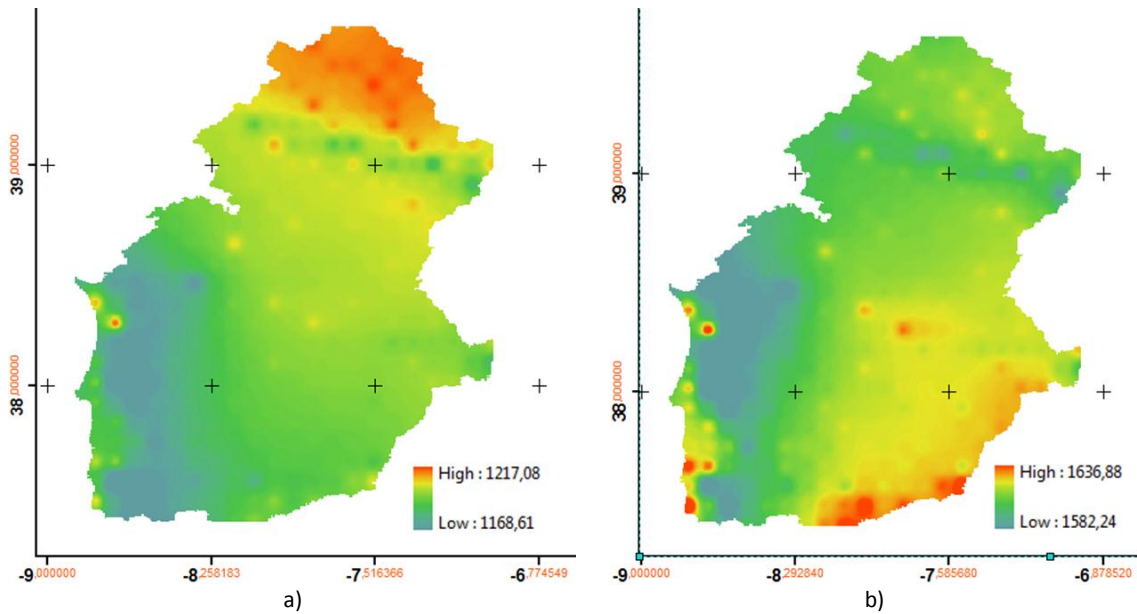 39,000000
38,000000
High : 1217,08
Low : 1168,61
-9,000000
-8,258183
-7,516366
-6,774549
a)
39,000000
38,000000
High : 1636,88
Low : 1582,24
-9,000000
-8,292840
-7,585680
-6,878520
b)